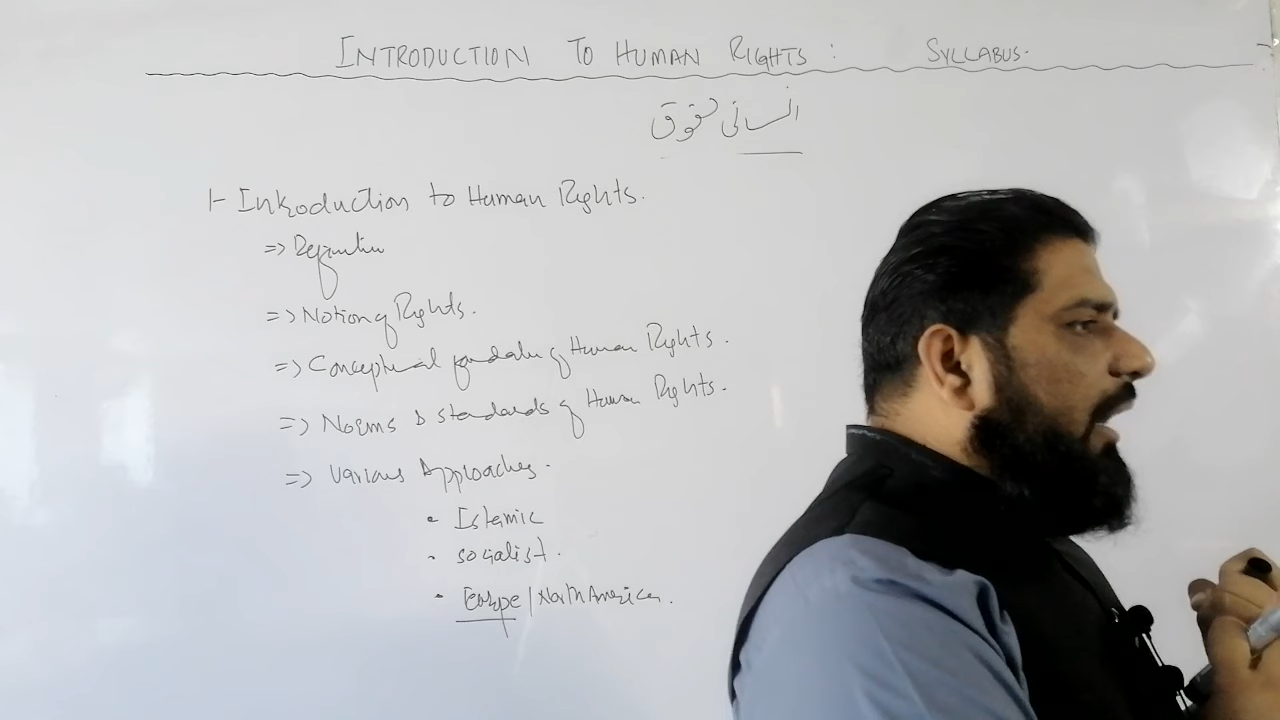 INTRODUCTION TO HUMAN RIGHTS : SYLLABUS.
انسانی حقوق
1- Introduction to Human Rights.
=> Definition
=> Notion of Rights.
=> Conceptual of Human Rights.
=> Norms & standards of Human Rights.
=> Various Approaches.
• Islamic
• Socialist.
• Europe / North America.